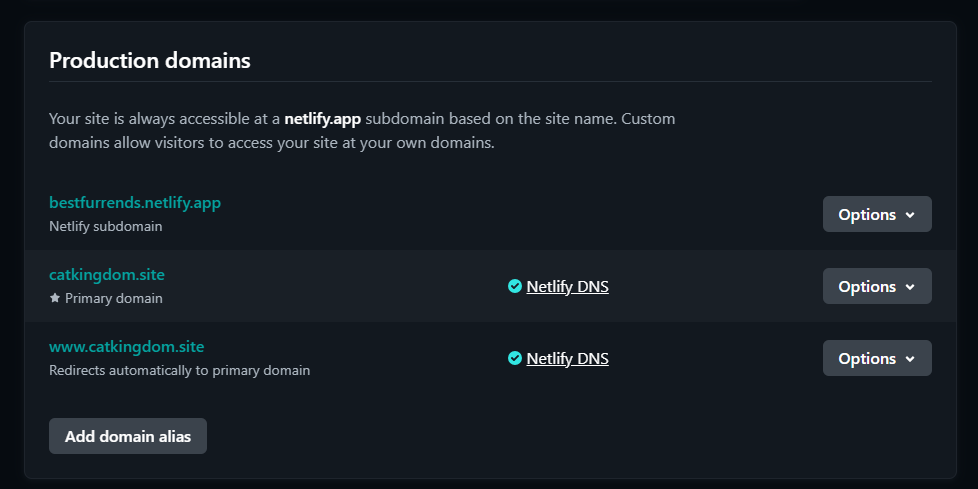 Production domains
Your site is always accessible at a netlify.app subdomain based on the site name. Custom
domains allow visitors to access your site at your own domains.
bestfurrends.netlify.app
Netlify subdomain
Options
catkingdom.site
Primary domain
Netlify DNS
Options
www.catkingdom.site
Redirects automatically to primary domain
Netlify DNS
Options
Add domain alias